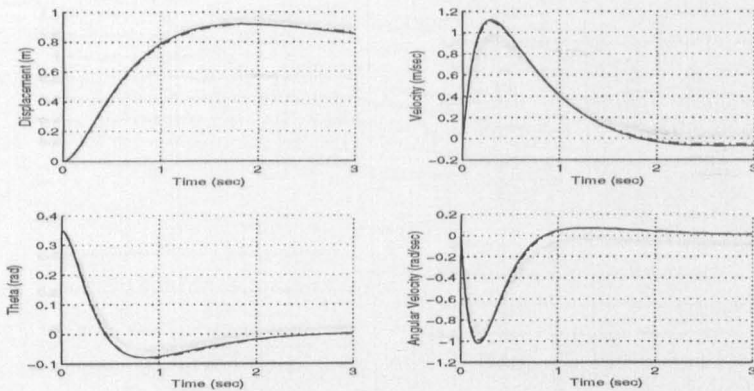 1
0.8
0.6
0.4
0.2
0
Displacement (m)
0 1 2 3
Time (sec)
1.2
1
0.8
0.6
0.4
0.2
0
−0.2
Velocity (m/sec)
0 1 2 3
Time (sec)
0.4
0.3
0.2
0.1
0
−0.1
Theta (rad)
0 1 2 3
Time (sec)
0.2
0
−0.2
−0.4
−0.6
−0.8
−1
−1.2
Angular Velocity (rad/sec)
0 1 2 3
Time (sec)